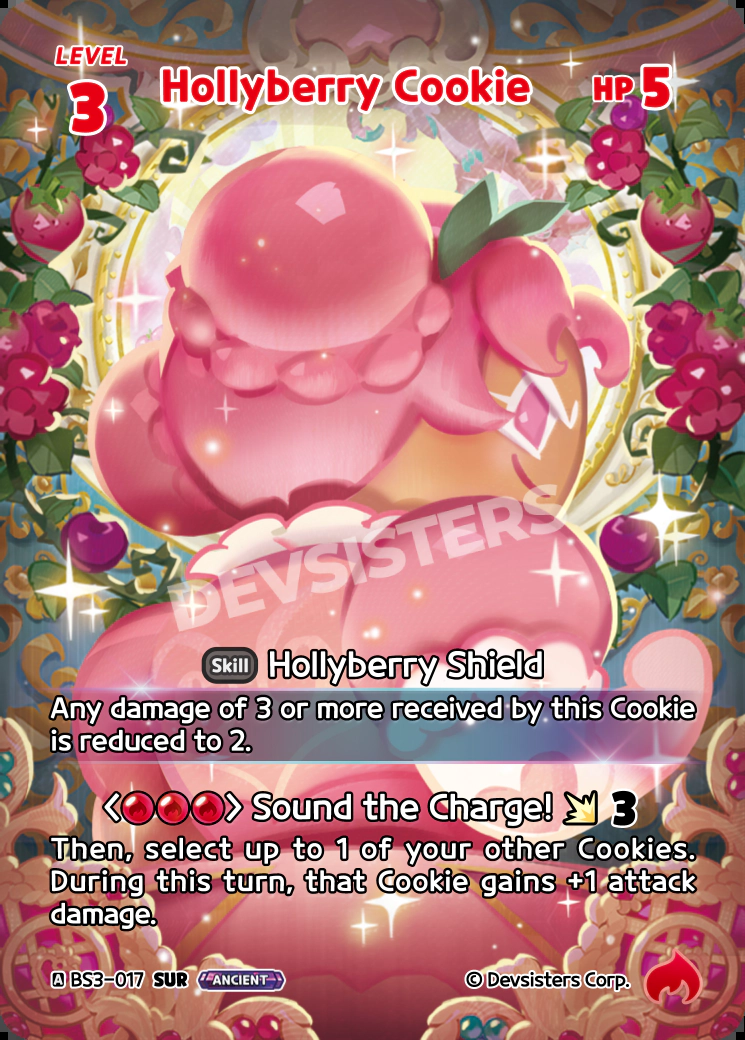 LEVEL
3
Hollyberry Cookie
HP 5
DEVSISTERS
Skill Hollyberry Shield
Any damage of 3 or more received by this Cookie
is reduced to 2.
< > Sound the Charge! 3
Then, select up to 1 of your other Cookies.
During this turn, that Cookie gains +1 attack
damage.
A BS3-017 SUR ANCIENT
© Devsisters Corp.